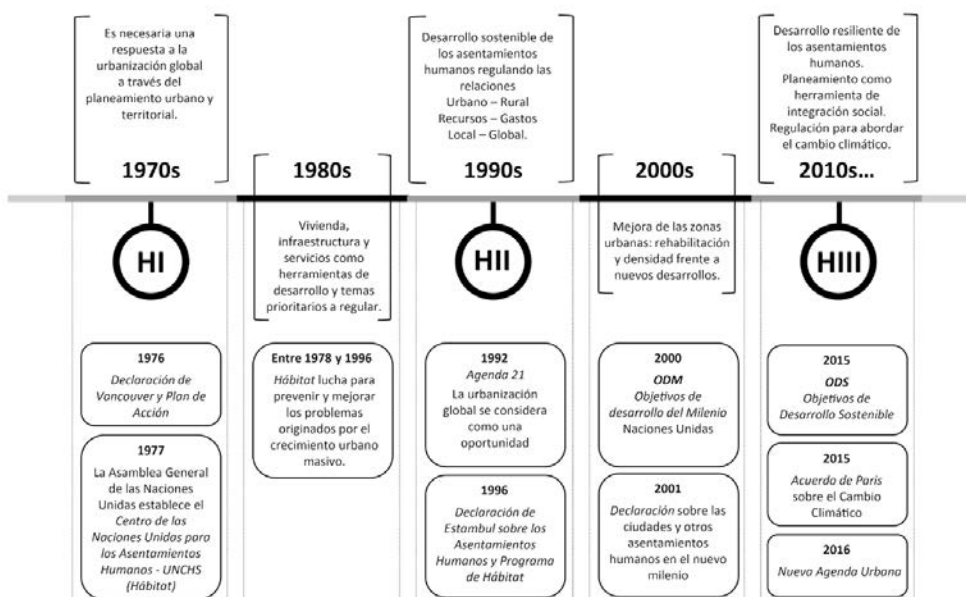 Es necesaria una
respuesta a la
urbanización global
a través del
planeamiento urbano y
territorial.
1970s
HI
1976
Declaración de
Vancouver y Plan de
Acción
1977
La Asamblea General
de las Naciones
Unidas establece el
Centro de las
Naciones Unidas para
los Asentamientos
Humanos - UNCHS
(Hábitat)
1980s
Vivienda,
infraestructura y
servicios como
herramientas de
desarrollo y temas
prioritarios a regular.
Entre 1978 y 1996
Hábitat lucha para
prevenir y mejorar
los problemas
originados por el
crecimiento urbano
masivo.
Desarrollo sostenible de
los asentamientos
humanos regulando las
relaciones
Urbano – Rural
Recursos – Gastos
Local – Global.
1990s
HII
1992
Agenda 21
La urbanización
global se considera
como una
oportunidad
1996
Declaración de
Estambul sobre los
Asentamientos
Humanos y Programa
de Hábitat
2000s
Mejora de las zonas
urbanas: rehabilitación
y densidad frente a
nuevos desarrollos.
2000
ODM
Objetivos de
desarrollo del Milenio
Naciones Unidas
2001
Declaración sobre las
ciudades y otros
asentamientos
humanos en el nuevo
milenio
Desarrollo resiliente de
los asentamientos
humanos.
Planeamiento como
herramienta de
integración social.
Regulación para abordar
el cambio climático.
2010s...
HIII
2015
ODS
Objetivos de
Desarrollo Sostenible
2015
Acuerdo de Paris
sobre el Cambio
Climático
2016
Nueva Agenda Urbana